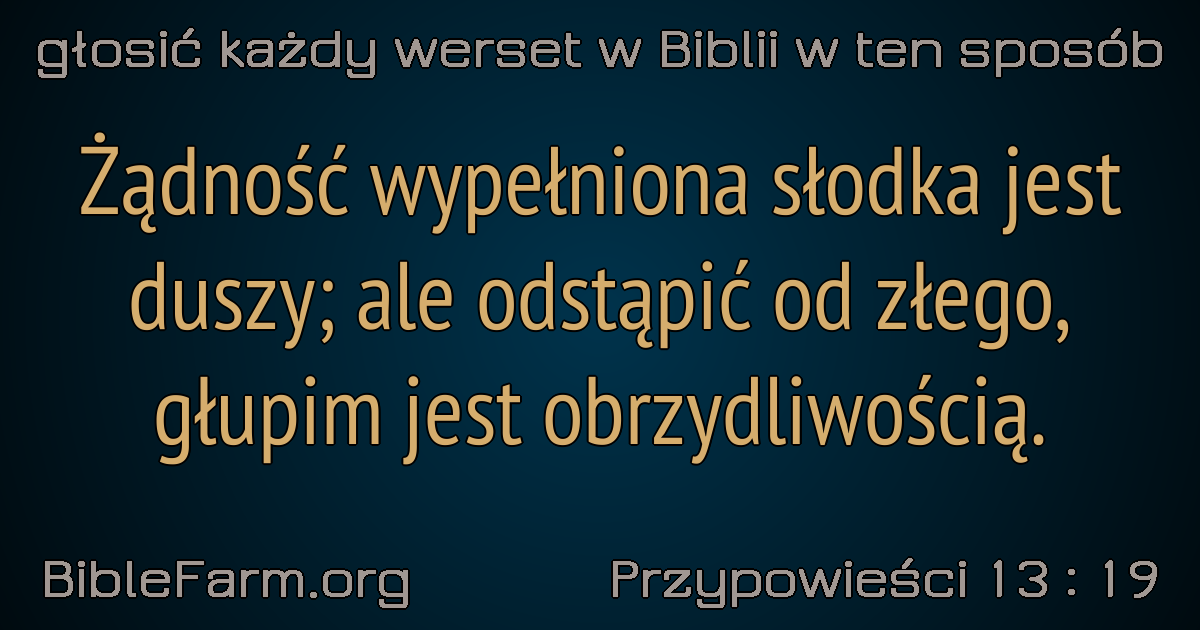 głosić każdy werset w Biblii w ten sposób
Żądność wypełniona słodka jest
duszy; ale odstąpić od złego,
głupim jest obrzydliwością.
BibleFarm.org
Przypowieści 13 : 19